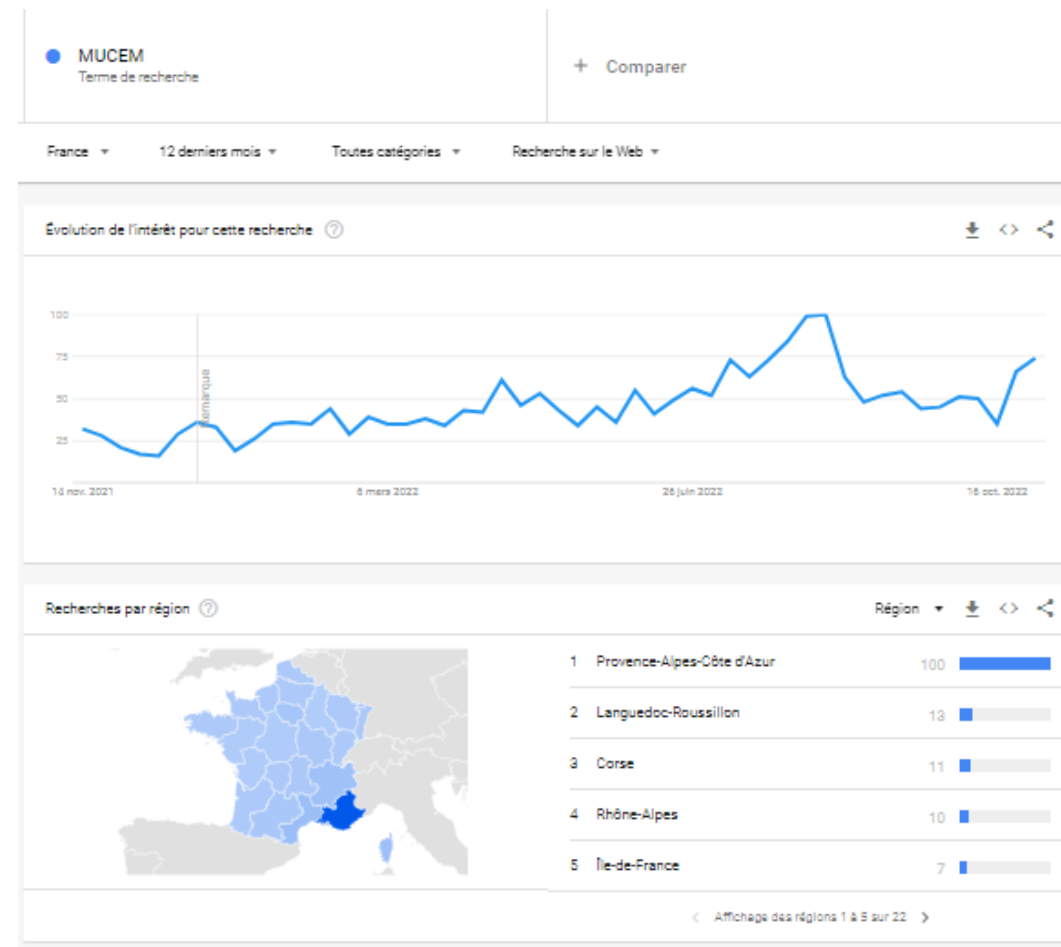 MUCEM
Terme de recherche
+ Comparer
France
12 derniers mois
Toutes catégories
Recherche sur le Web
Évolution de l'intérêt pour cette recherche ?
100
75
50
25
Remarque
14 nov. 2021
6 mars 2022
26 juin 2022
16 oct. 2022
Recherches par région ?
Région
1 Provence-Alpes-Côte d'Azur 100
2 Languedoc-Roussillon 13
3 Corse 11
4 Rhône-Alpes 10
5 Île-de-France 7
Affichage des régions 1 à 5 sur 22